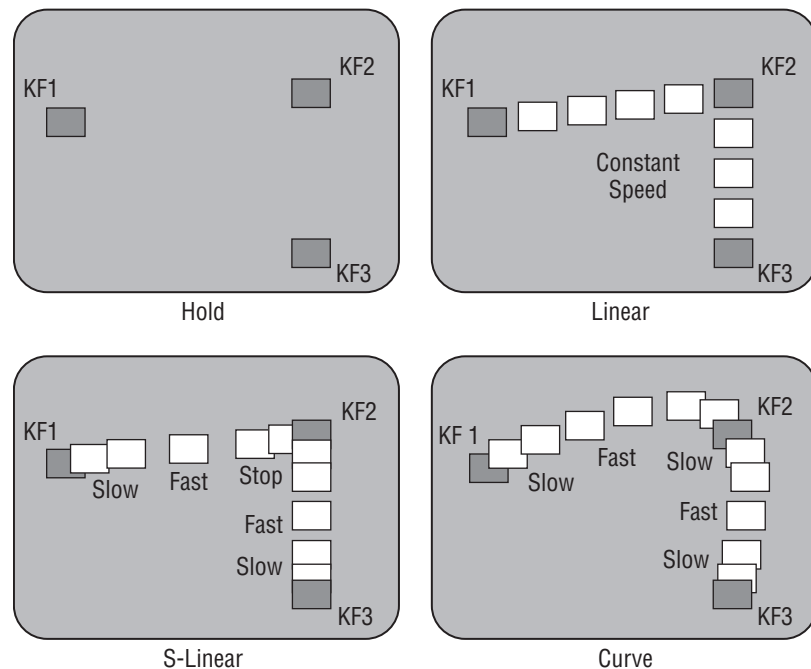 KF1
KF2
KF3
Hold
KF1
KF2
Constant
Speed
KF3
Linear
KF1
KF2
Slow
Fast
Stop
Fast
Slow
KF3
S-Linear
KF 1
KF2
Slow
Fast
Slow
Fast
Slow
KF3
Curve